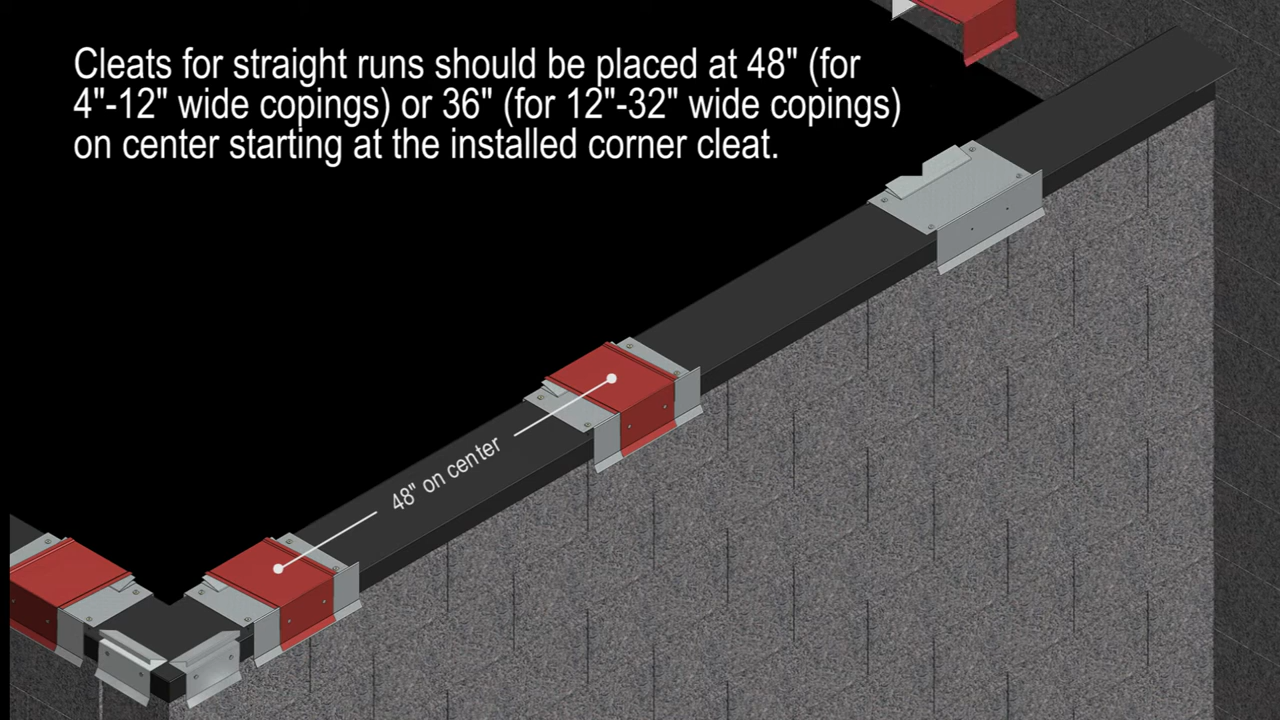 Cleats for straight runs should be placed at 48" (for
4"-12" wide copings) or 36" (for 12"-32" wide copings)
on center starting at the installed corner cleat.
48" on center